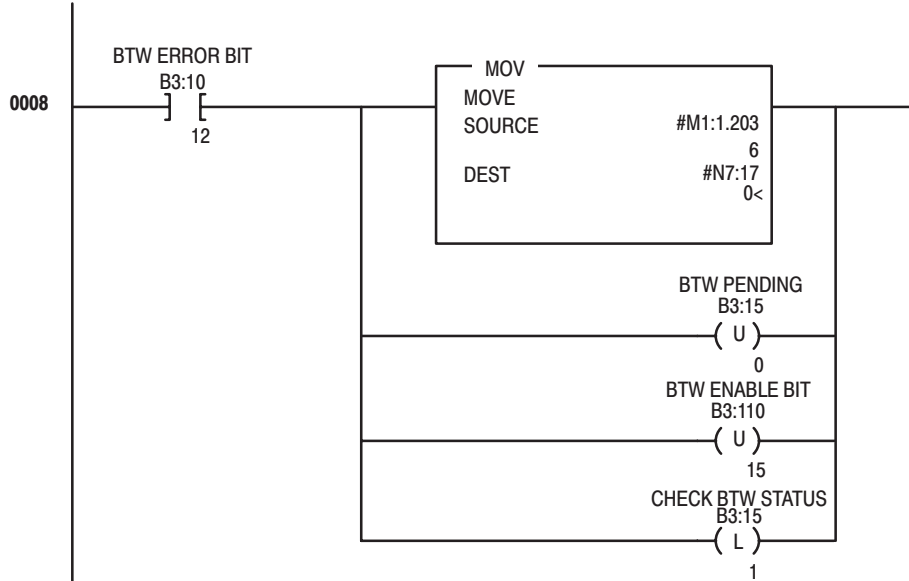 BTW ERROR BIT
B3:10
0008
12
MOV
MOVE
SOURCE #M1:1.203
6
DEST #N7:17
0<
BTW PENDING
B3:15
U
0
BTW ENABLE BIT
B3:110
U
15
CHECK BTW STATUS
B3:15
L
1